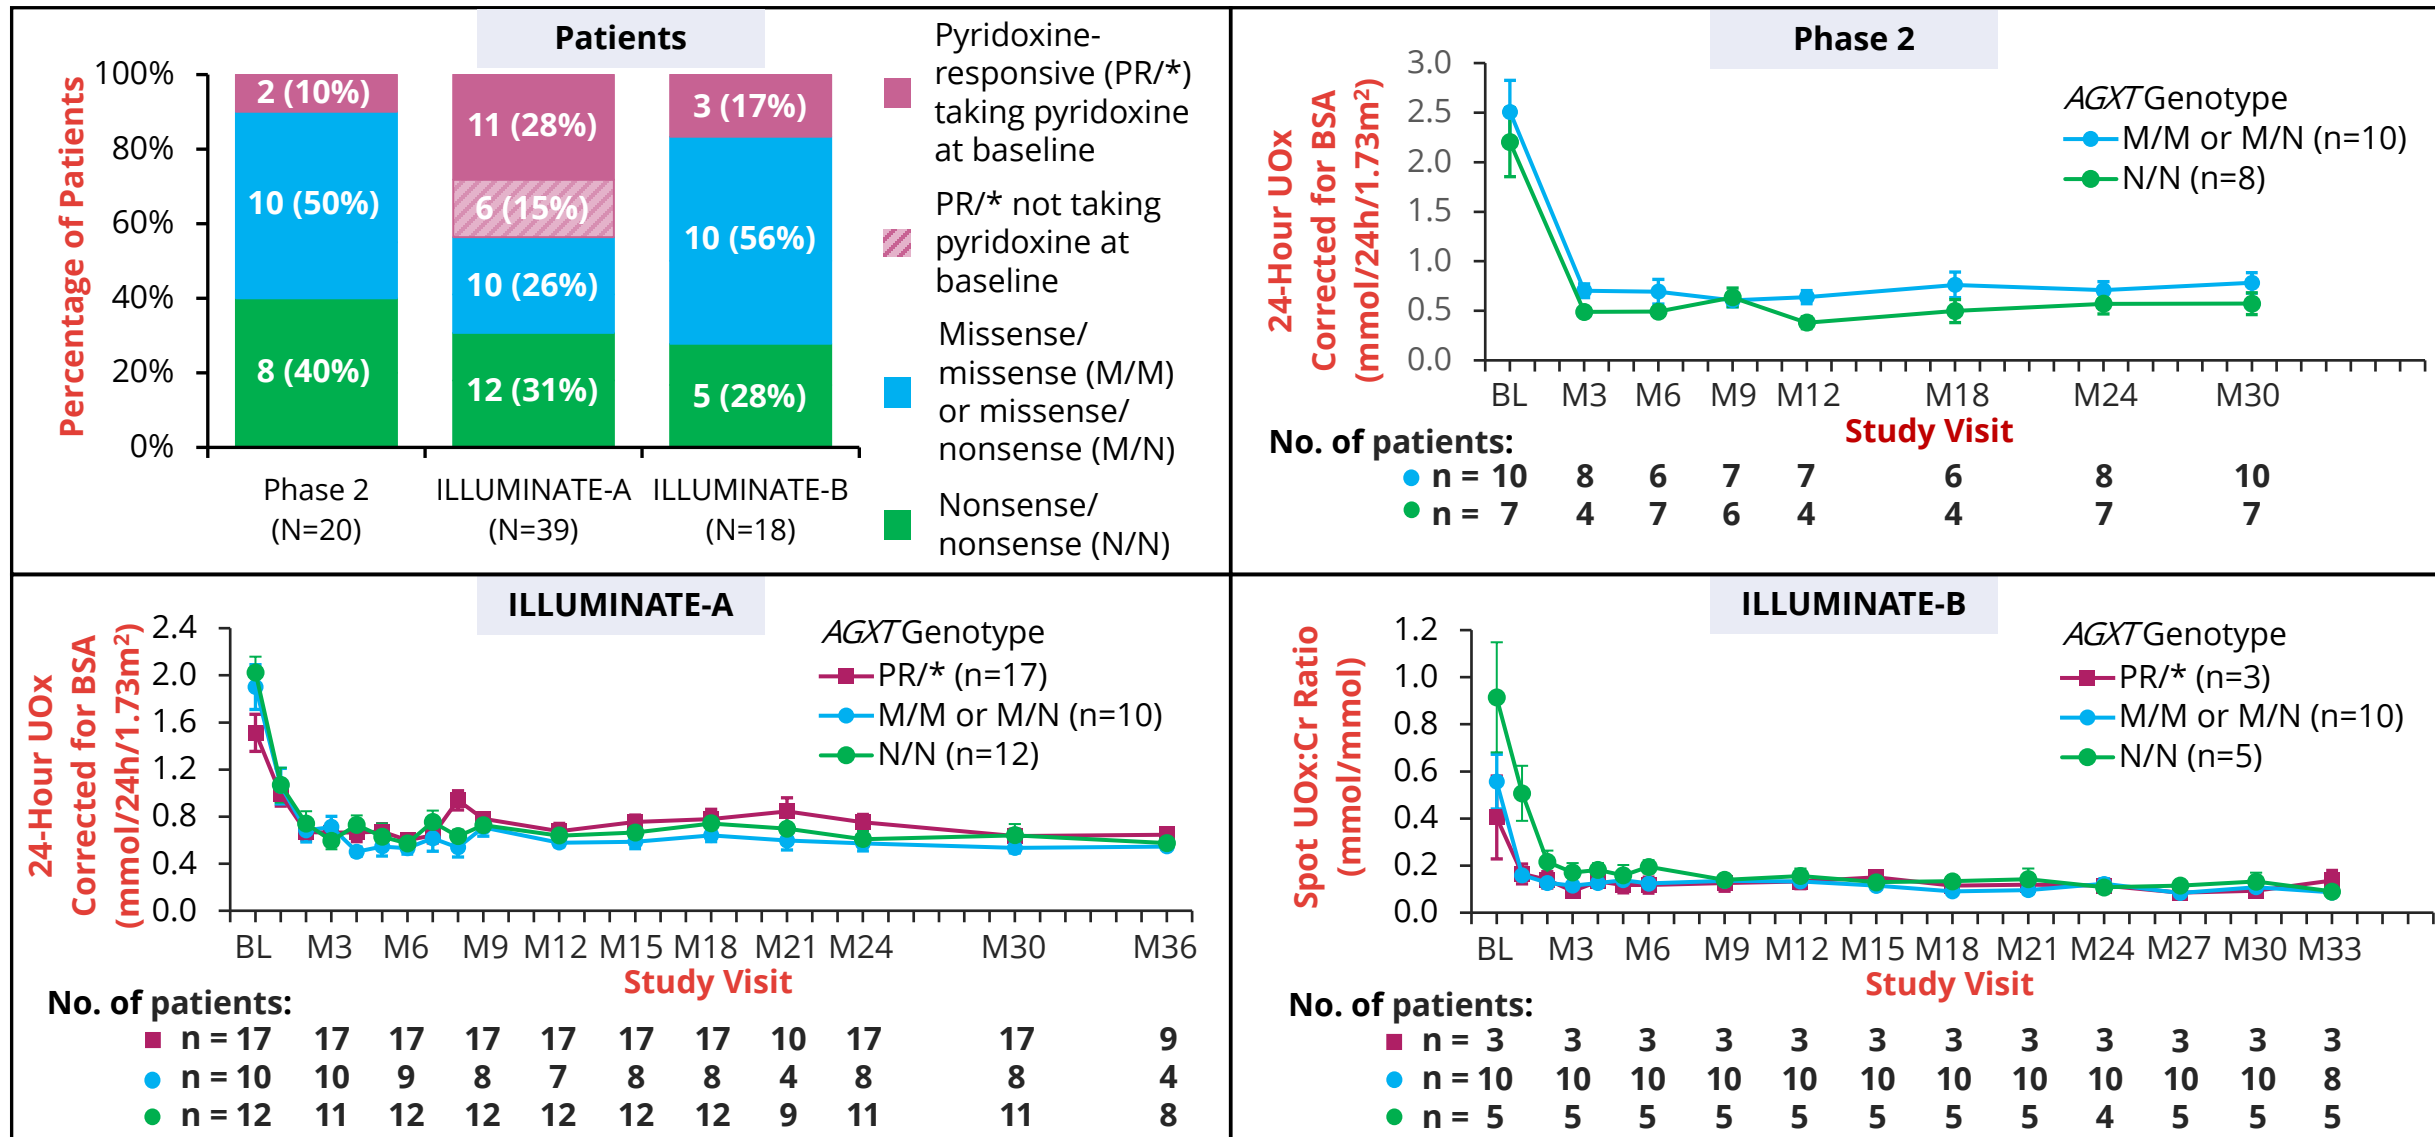 Patients
Percentage of Patients
100%
80%
60%
40%
20%
0%
2 (10%)
10 (50%)
8 (40%)
11 (28%)
6 (15%)
10 (26%)
12 (31%)
3 (17%)
10 (56%)
5 (28%)
Phase 2
(N=20)
ILLUMINATE-A
(N=39)
ILLUMINATE-B
(N=18)
Pyridoxine-
responsive (PR/*)
taking pyridoxine
at baseline
PR/* not taking
pyridoxine at
baseline
Missense/
missense (M/M)
or missense/
nonsense (M/N)
Nonsense/
nonsense (N/N)
Phase 2
24-Hour UOx
Corrected for BSA
(mmol/24h/1.73m²)
3.0
2.5
2.0
1.5
1.0
0.5
0.0
AGXT Genotype
M/M or M/N (n=10)
N/N (n=8)
BL M3 M6 M9 M12 M18 M24 M30
Study Visit
No. of patients:
n = 10 8 6 7 7 6 8 10
n = 7 4 7 6 4 4 7 7
ILLUMINATE-A
24-Hour UOx
Corrected for BSA
(mmol/24h/1.73m²)
2.4
2.0
1.6
1.2
0.8
0.4
0.0
AGXT Genotype
PR/* (n=17)
M/M or M/N (n=10)
N/N (n=12)
BL M3 M6 M9 M12 M15 M18 M21 M24 M30 M36
Study Visit
No. of patients:
n = 17 17 17 17 17 17 17 10 17 17 9
n = 10 10 9 8 7 8 8 4 8 8 4
n = 12 11 12 12 12 12 12 9 11 11 8
ILLUMINATE-B
Spot UOx:Cr Ratio
(mmol/mmol)
1.2
1.0
0.8
0.6
0.4
0.2
0.0
AGXT Genotype
PR/* (n=3)
M/M or M/N (n=10)
N/N (n=5)
BL M3 M6 M9 M12 M15 M18 M21 M24 M27 M30 M33
Study Visit
No. of patients:
n = 3 3 3 3 3 3 3 3 3 3 3 3
n = 10 10 10 10 10 10 10 10 10 10 10 8
n = 5 5 5 5 5 5 5 5 4 5 5 5